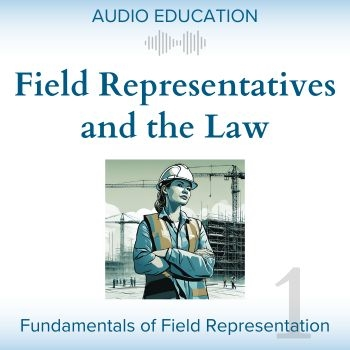 AUDIO EDUCATION
Field Representatives
and the Law
1
Fundamentals of Field Representation